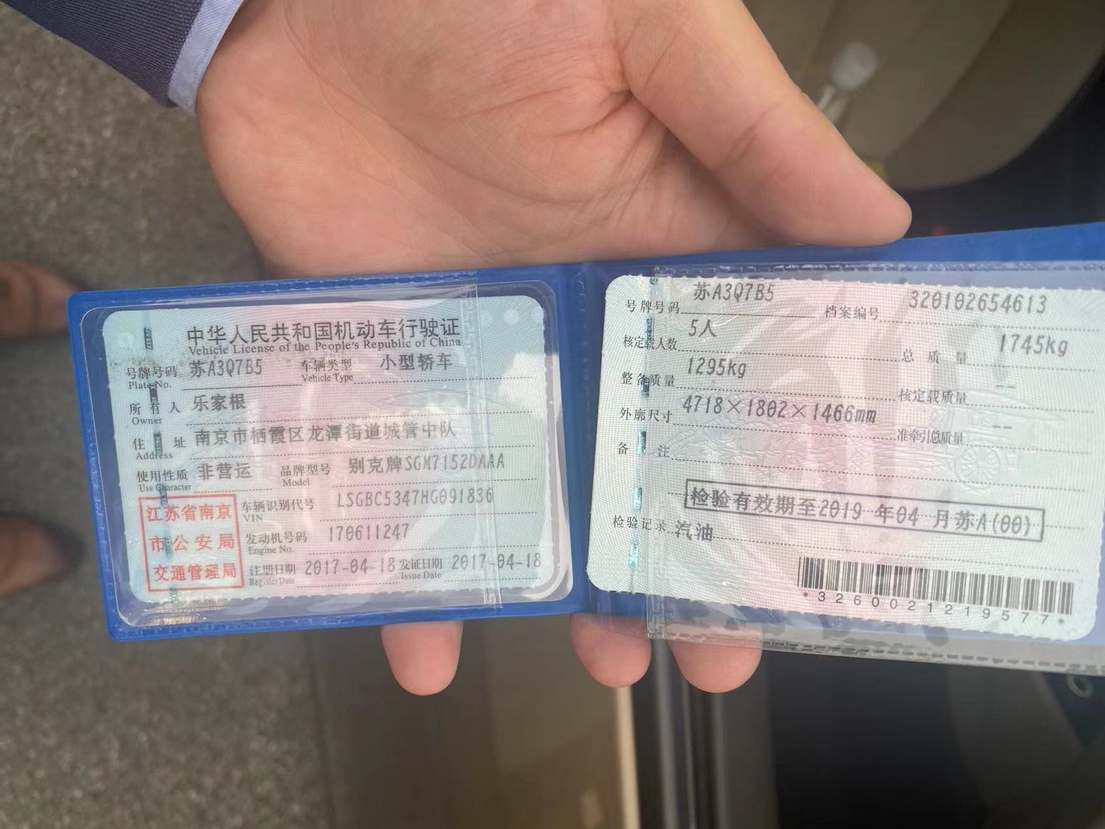 中华人民共和国机动车行驶证
Vehicle License of the People's Republic of China
号牌号码 苏A3Q7B5 车辆类型 小型轿车
Plate No. Vehicle Type
所有人 乐家根
Owner
住址 南京市栖霞区龙潭街道城管中队
Address
使用性质 非营运 品牌型号 别克牌SGM7152DAAA
Use Character Model
江苏省南京
市公安局
交通管理局
车辆识别代号 LSGBC5347HG091836
VIN
发动机号码 170611247
Engine No.
注册日期 2017-04-18 发证日期 2017-04-18
Register Date Issue Date
号牌号码 苏A3Q7B5 档案编号 320102654613
核定载人数 5人 总质量 1745kg
整备质量 1295kg 核定载质量 --
外廓尺寸 4718×1802×1466mm 准牵引总质量 --
备注
检验有效期至2019年04月苏A(00)
检验记录 汽油
*3260021219577*